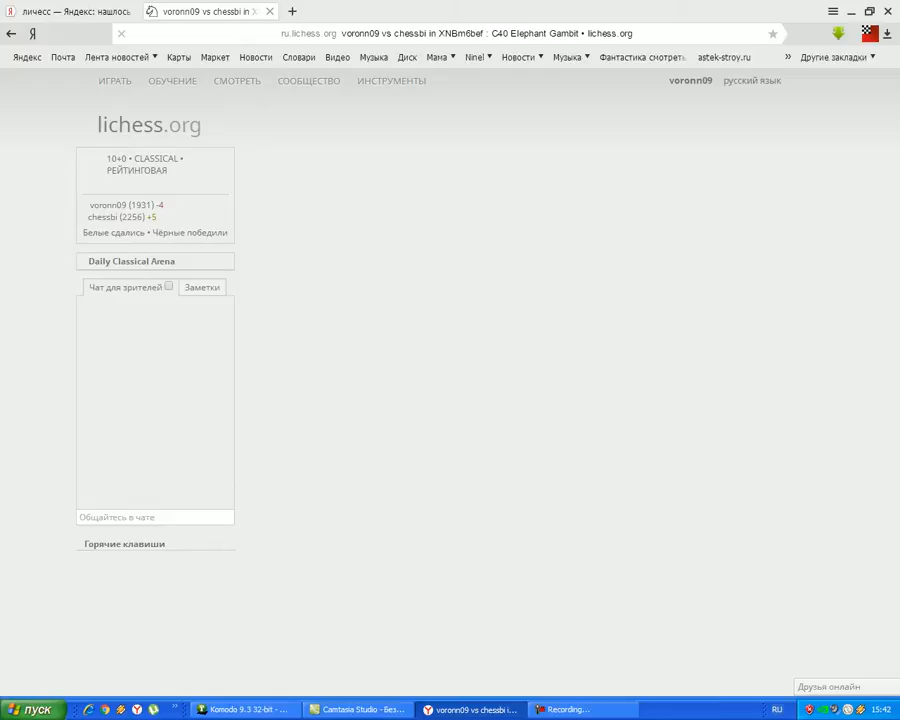 личесс — Яндекс: нашлось
voronn09 vs chessbi in X
ru.lichess.org voronn09 vs chessbi in XNBm6bef : C40 Elephant Gambit • lichess.org
Яндекс Почта Лента новостей Карты Маркет Новости Словари Видео Музыка Диск Мама Ninel Новости Музыка Фантастика смотреть astek-stroy.ru » Другие закладки
ИГРАТЬ ОБУЧЕНИЕ СМОТРЕТЬ СООБЩЕСТВО ИНСТРУМЕНТЫ voronn09 русский язык
lichess.org
10+0 • CLASSICAL •
РЕЙТИНГОВАЯ
voronn09 (1931) -4
chessbi (2256) +5
Белые сдались • Чёрные победили
Daily Classical Arena
Чат для зрителей Заметки
Общайтесь в чате
Горячие клавиши
Друзья онлайн
пуск Komodo 9.3 32-bit - ... Camtasia Studio - Без... voronn09 vs chessbi i... Recording... RU 15:42